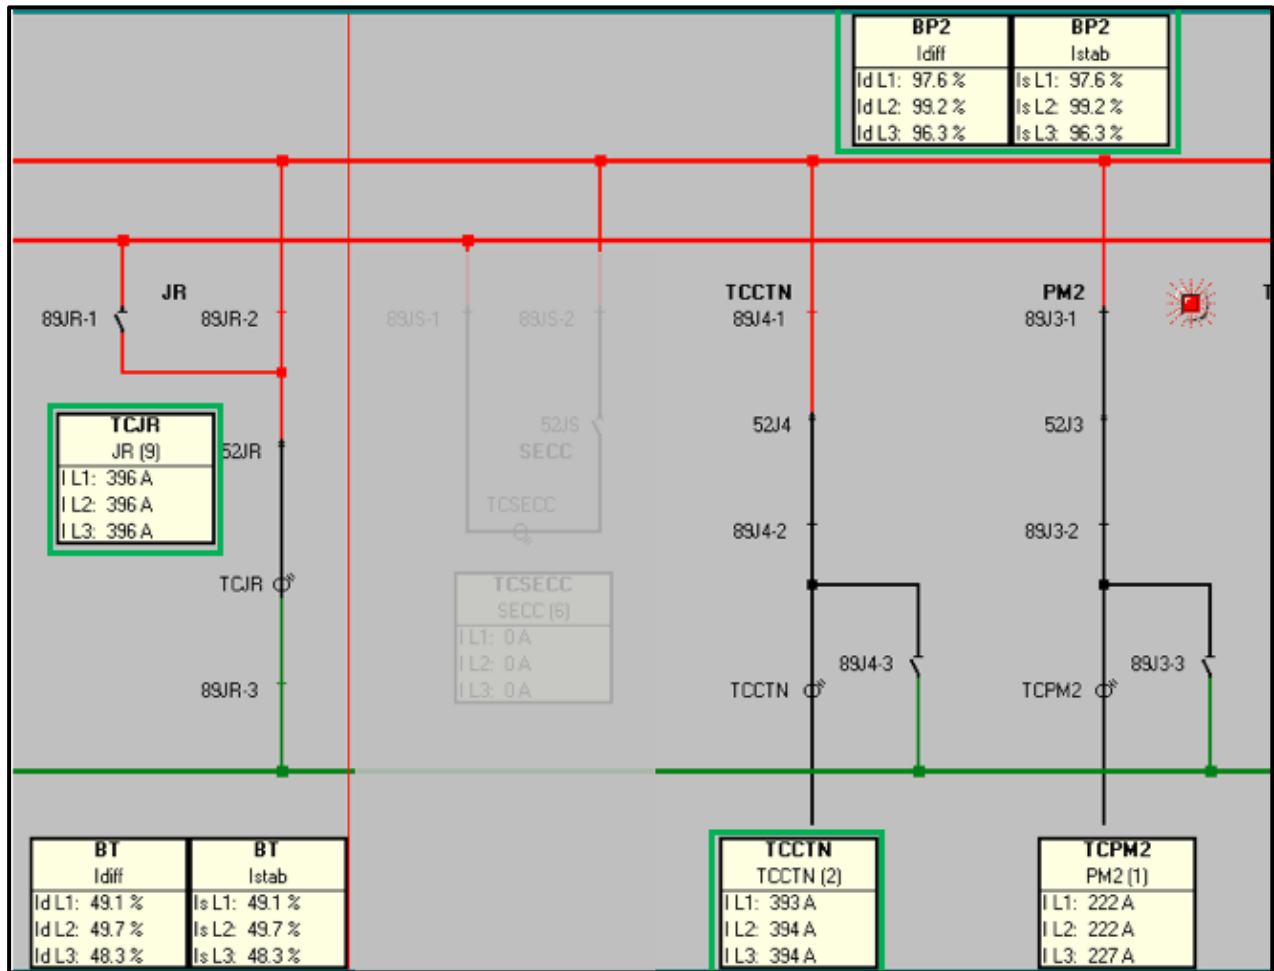 BP2 BP2
Idiff Istab
Id L1: 97.6 % Is L1: 97.6 %
Id L2: 99.2 % Is L2: 99.2 %
Id L3: 96.3 % Is L3: 96.3 %
JR TCCTN PM2
89JR-1 89JR-2 89JS-1 89JS-2 89J4-1 89J3-1
TCJR
JR (9)
I L1: 396 A
I L2: 396 A
I L3: 396 A
52JR 52JS 52J4 52J3
SECC
TCSECC
89J4-2 89J3-2
TCJR
TCSECC
SECC (6)
I L1: 0 A
I L2: 0 A
I L3: 0 A
89J4-3 89J3-3
89JR-3 TCCTN TCPM2
BT BT
Idiff Istab
Id L1: 49.1 % Is L1: 49.1 %
Id L2: 49.7 % Is L2: 49.7 %
Id L3: 48.3 % Is L3: 48.3 %
TCCTN
TCCTN (2)
I L1: 393 A
I L2: 394 A
I L3: 394 A
TCPM2
PM2 (1)
I L1: 222 A
I L2: 222 A
I L3: 227 A